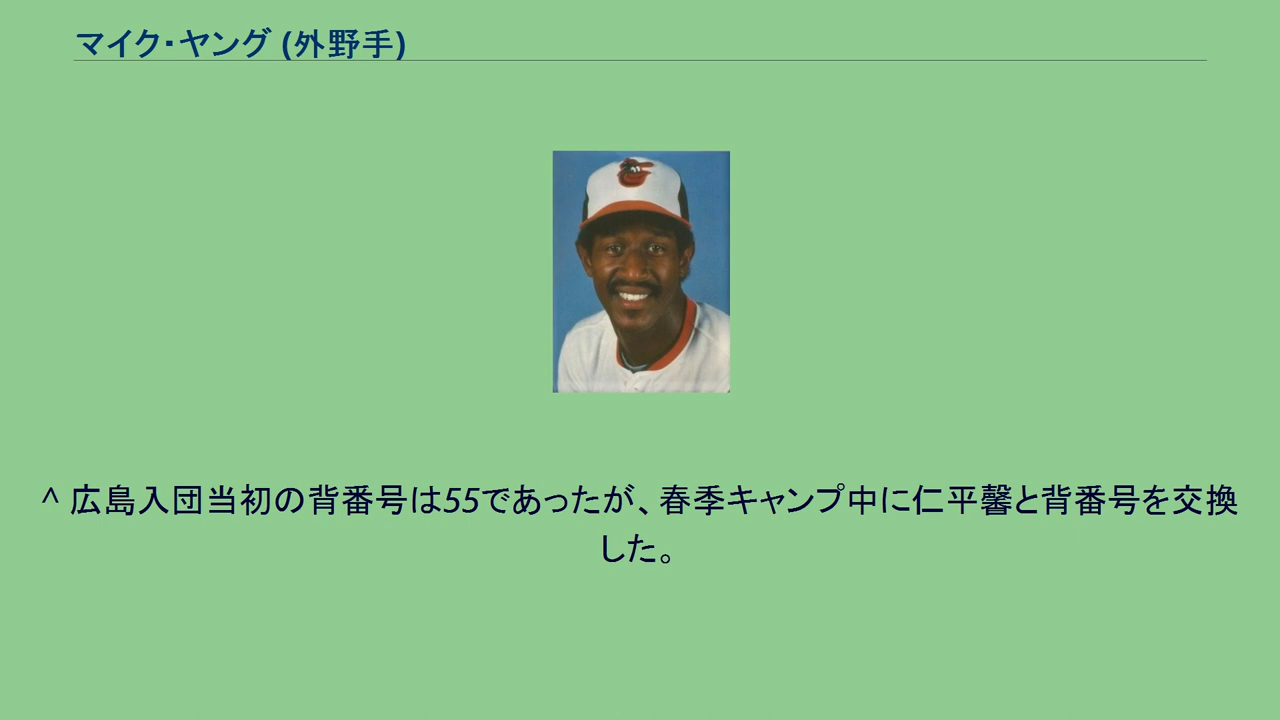 マイク・ヤング (外野手)
^ 広島入団当初の背番号は55であったが、春季キャンプ中に仁平馨と背番号を交換
した。